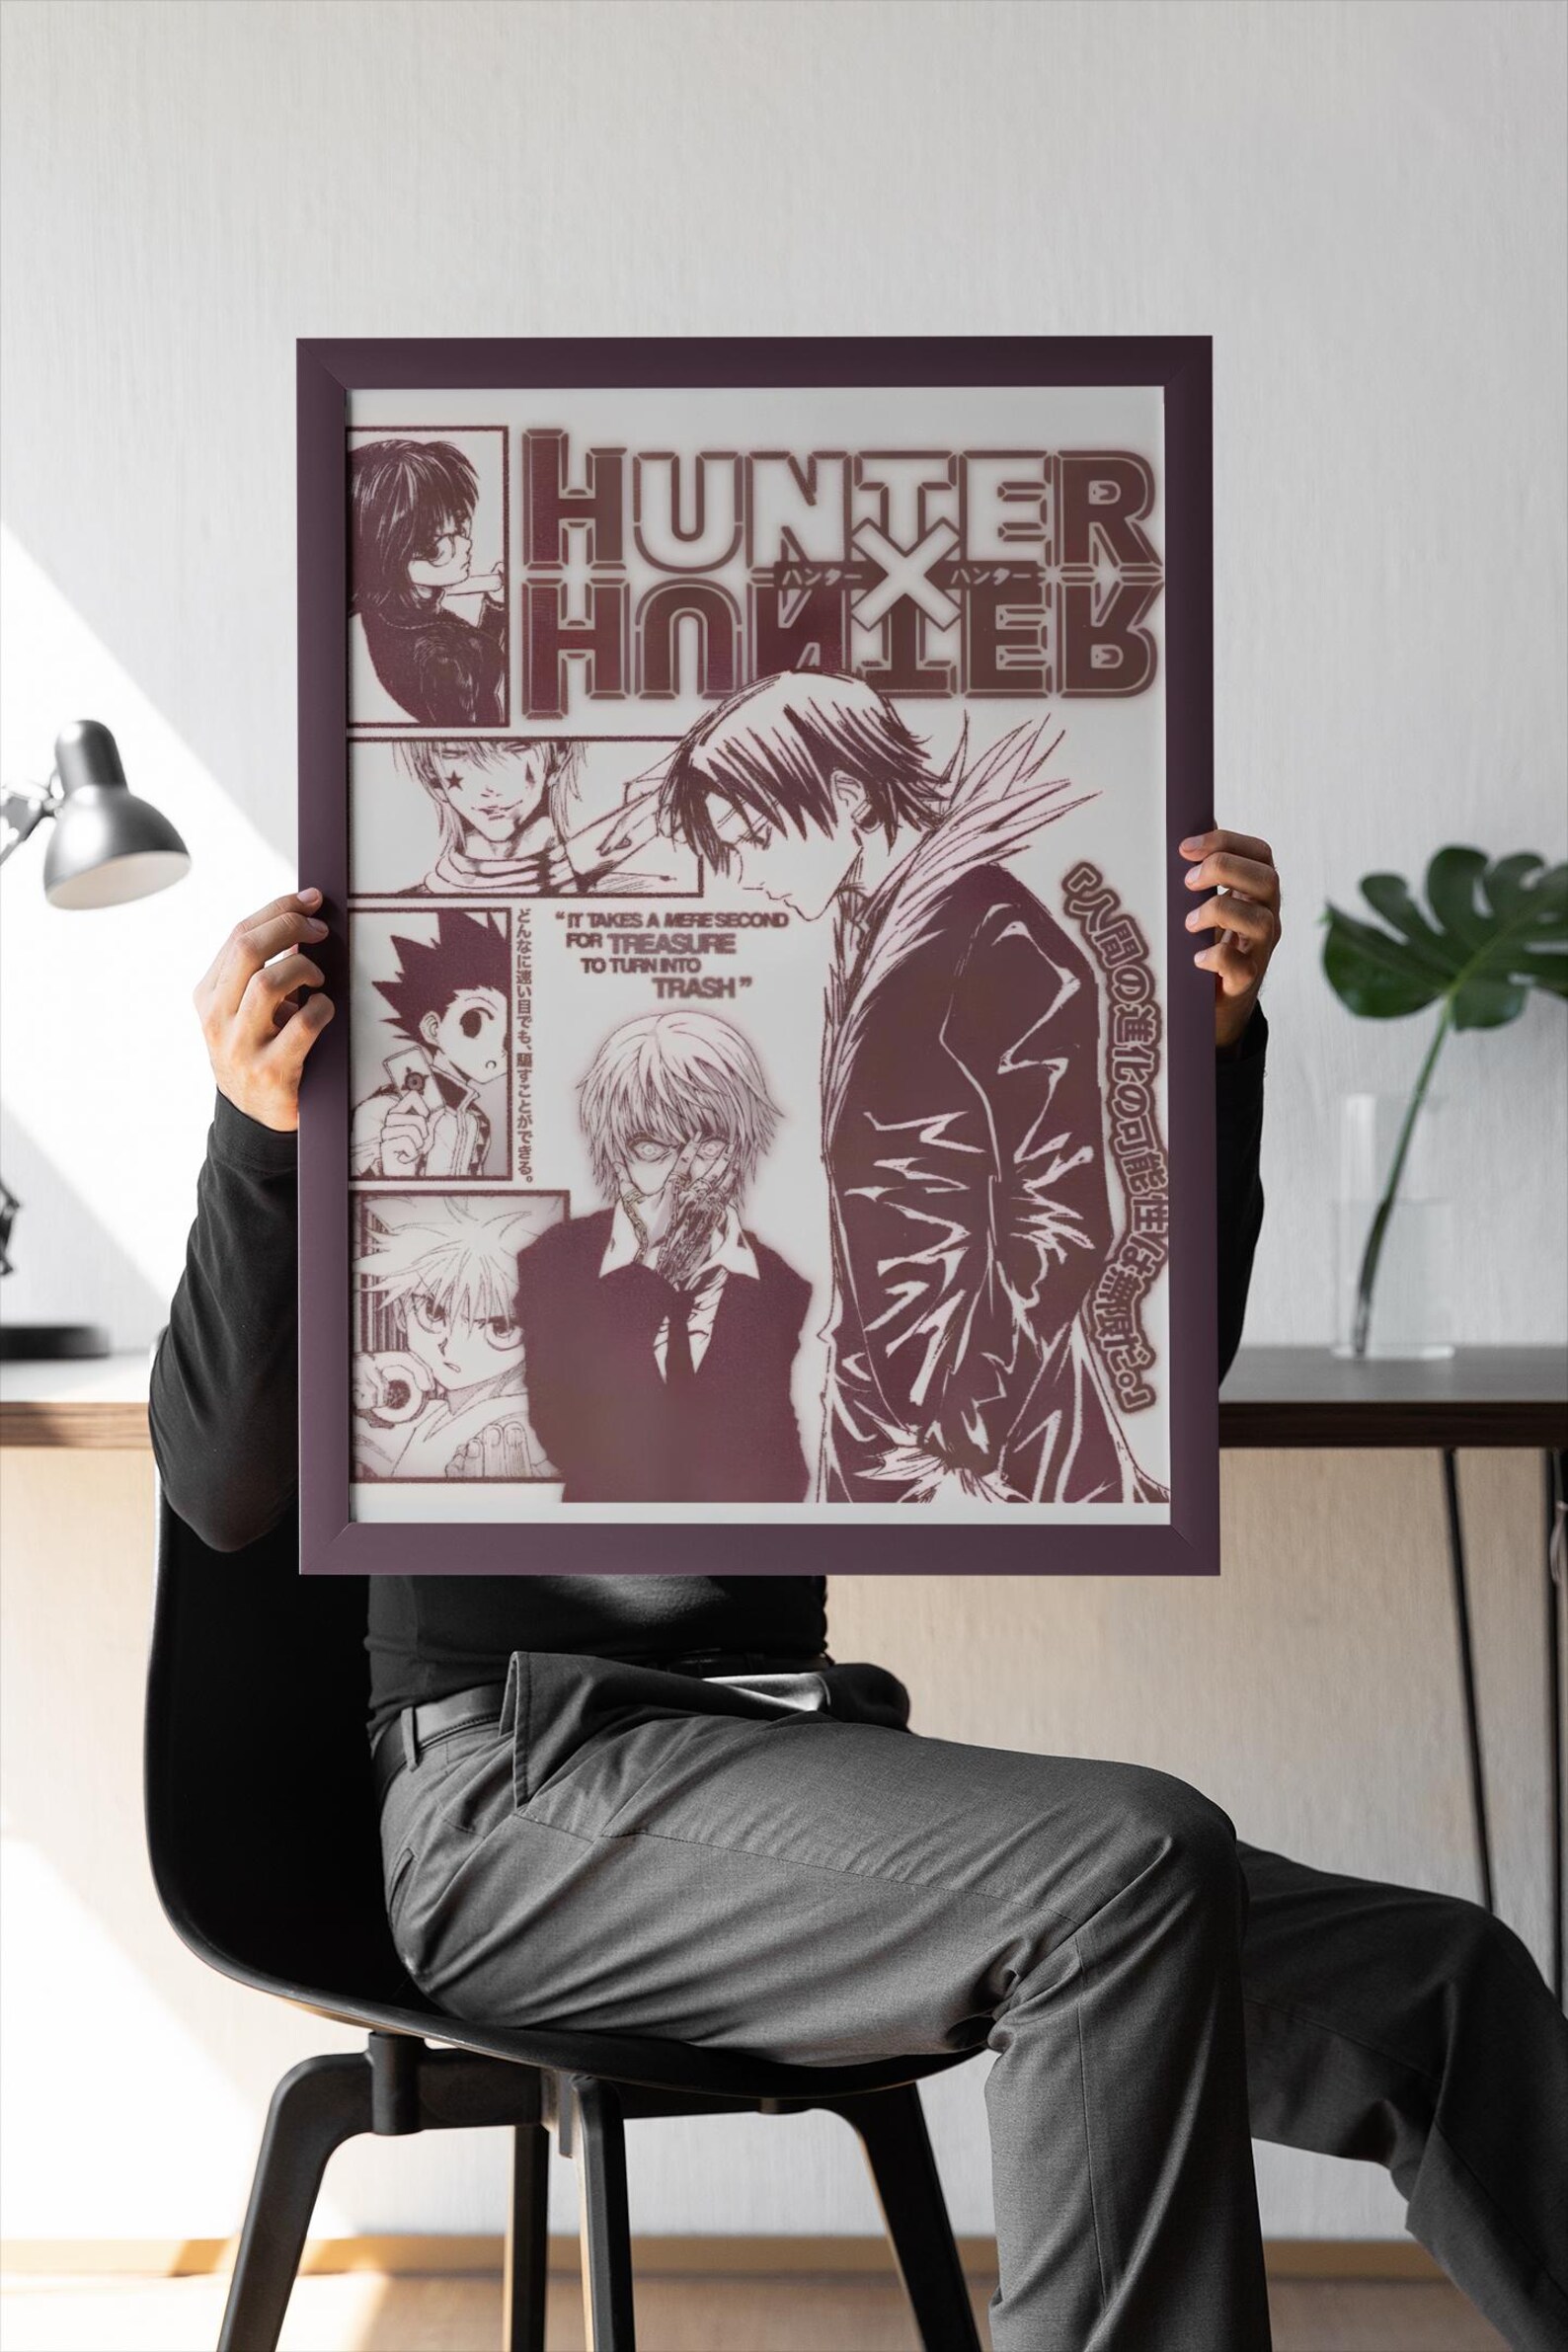 HUNTER
ハンター × ハンター
HUNTER
“IT TAKES A MERE SECOND
FOR TREASURE
TO TURN INTO
TRASH”
どんなに速い目でも、騙すことができる。
『人間の進化の可能性は無限だ。』